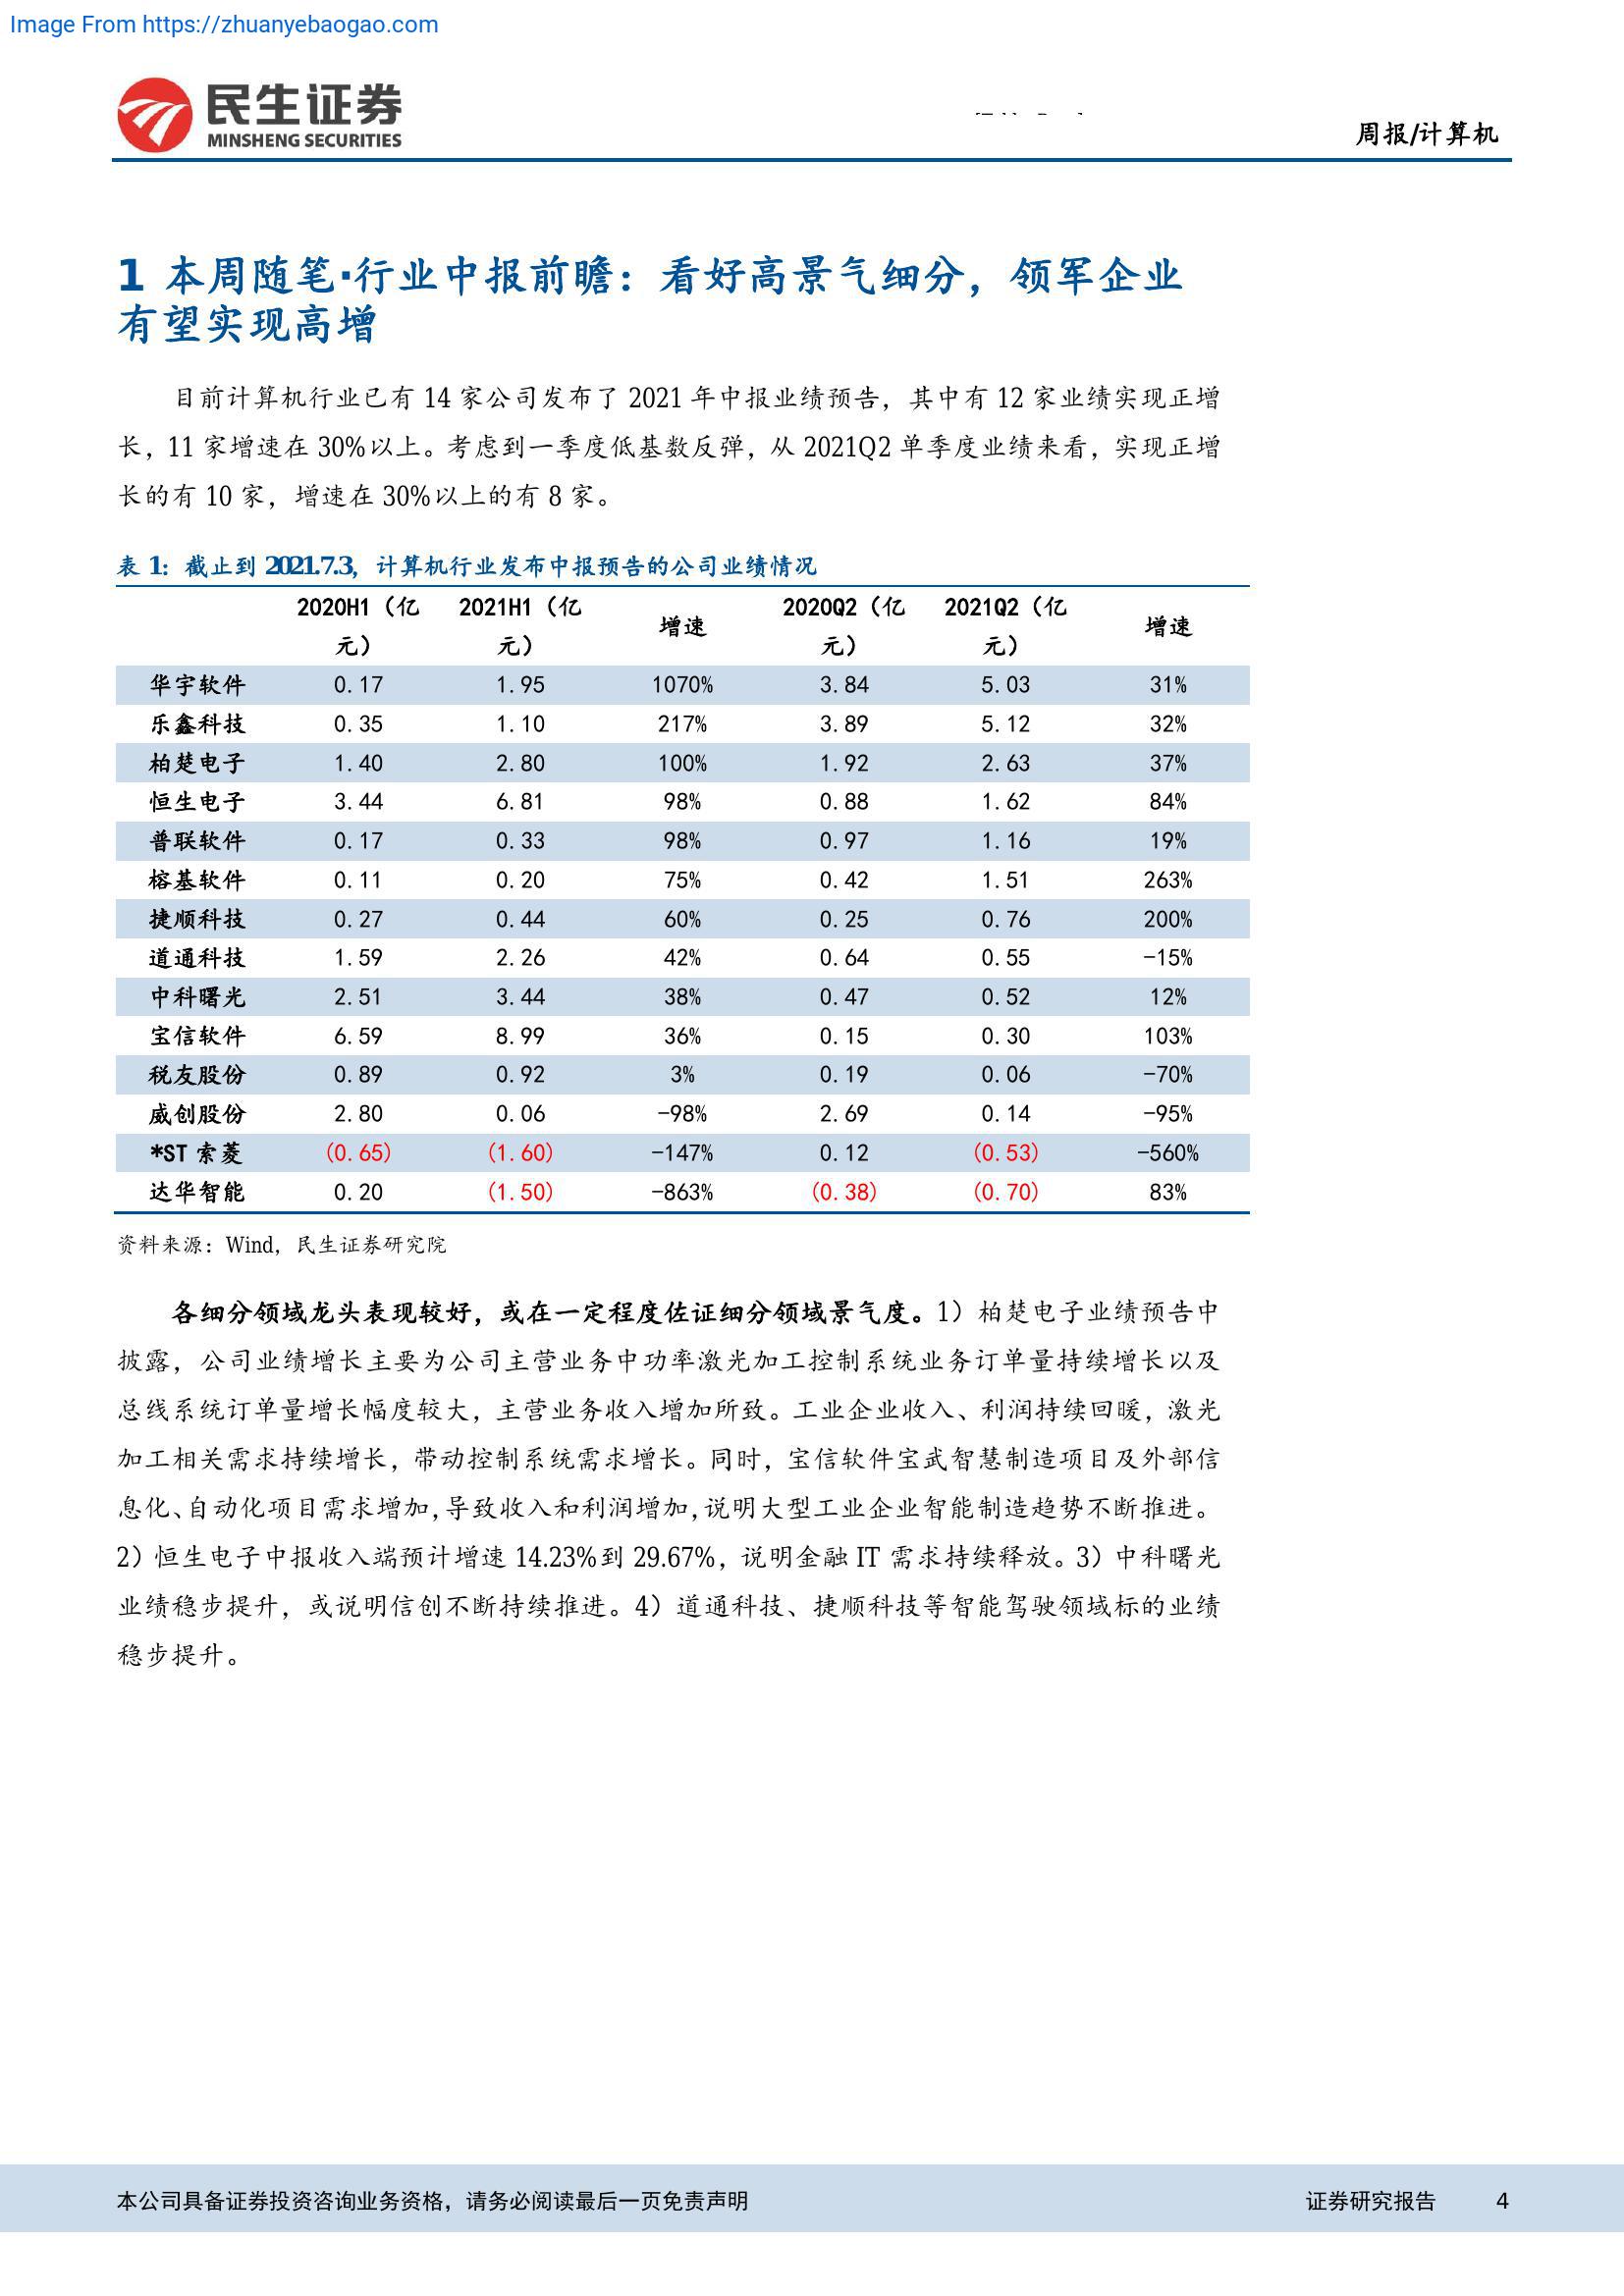 Image From https://zhuanyebaogao.com
民生证券
MINSHENG SECURITIES
周报/计算机
1 本周随笔·行业中报前瞻：看好高景气细分，领军企业
有望实现高增
目前计算机行业已有 14 家公司发布了 2021 年中报业绩预告，其中有 12 家业绩实现正增
长，11 家增速在 30%以上。考虑到一季度低基数反弹，从 2021Q2 单季度业绩来看，实现正增
长的有 10 家，增速在 30%以上的有 8 家。
表 1：截止到 2021.7.3，计算机行业发布中报预告的公司业绩情况
2020H1（亿元） 2021H1（亿元） 增速 2020Q2（亿元） 2021Q2（亿元） 增速
华宇软件 0.17 1.95 1070% 3.84 5.03 31%
乐鑫科技 0.35 1.10 217% 3.89 5.12 32%
柏楚电子 1.40 2.80 100% 1.92 2.63 37%
恒生电子 3.44 6.81 98% 0.88 1.62 84%
普联软件 0.17 0.33 98% 0.97 1.16 19%
榕基软件 0.11 0.20 75% 0.42 1.51 263%
捷顺科技 0.27 0.44 60% 0.25 0.76 200%
道通科技 1.59 2.26 42% 0.64 0.55 -15%
中科曙光 2.51 3.44 38% 0.47 0.52 12%
宝信软件 6.59 8.99 36% 0.15 0.30 103%
税友股份 0.89 0.92 3% 0.19 0.06 -70%
威创股份 2.80 0.06 -98% 2.69 0.14 -95%
*ST 索菱 (0.65) (1.60) -147% 0.12 (0.53) -560%
达华智能 0.20 (1.50) -863% (0.38) (0.70) 83%
资料来源：Wind，民生证券研究院
各细分领域龙头表现较好，或在一定程度佐证细分领域景气度。1）柏楚电子业绩预告中
披露，公司业绩增长主要为公司主营业务中功率激光加工控制系统业务订单量持续增长以及
总线系统订单量增长幅度较大，主营业务收入增加所致。工业企业收入、利润持续回暖，激光
加工相关需求持续增长，带动控制系统需求增长。同时，宝信软件宝武智慧制造项目及外部信
息化、自动化项目需求增加，导致收入和利润增加，说明大型工业企业智能制造趋势不断推进。
2）恒生电子中报收入端预计增速 14.23%到 29.67%，说明金融 IT 需求持续释放。3）中科曙光
业绩稳步提升，或说明信创不断持续推进。4）道通科技、捷顺科技等智能驾驶领域标的业绩
稳步提升。
本公司具备证券投资咨询业务资格，请务必阅读最后一页免责声明 证券研究报告 4